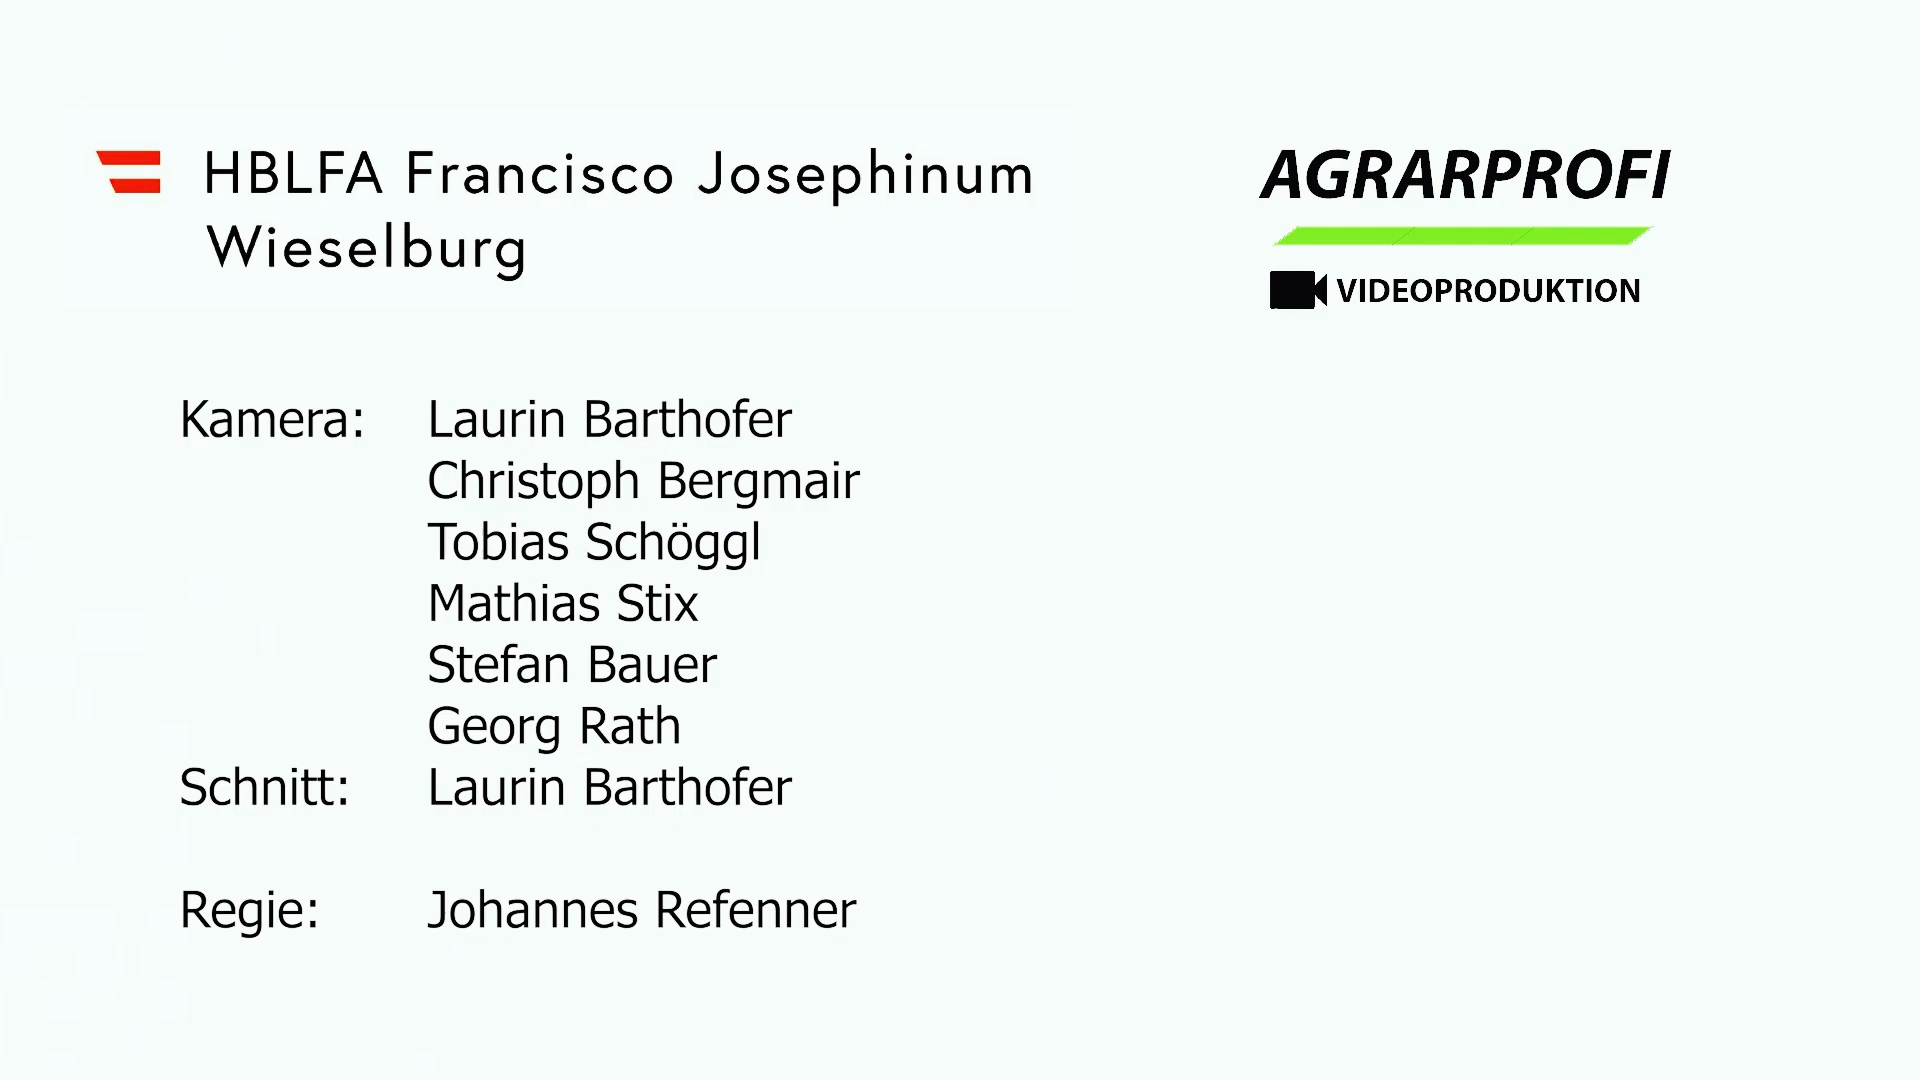 HBLFA Francisco Josephinum
Wieselburg
AGRARPROFI
VIDEOPRODUKTION
Kamera: Laurin Barthofer
Christoph Bergmair
Tobias Schöggl
Mathias Stix
Stefan Bauer
Georg Rath
Schnitt: Laurin Barthofer
Regie: Johannes Refenner